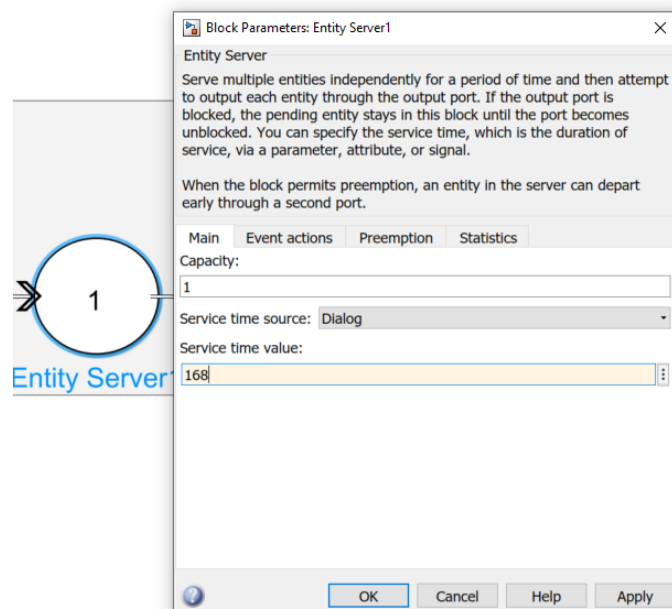 Block Parameters: Entity Server1
Entity Server
Serve multiple entities independently for a period of time and then attempt
to output each entity through the output port. If the output port is
blocked, the pending entity stays in this block until the port becomes
unblocked. You can specify the service time, which is the duration of
service, via a parameter, attribute, or signal.
When the block permits preemption, an entity in the server can depart
early through a second port.
Main Event actions Preemption Statistics
Capacity:
1
Service time source: Dialog
Service time value:
168
OK Cancel Help Apply
1
Entity Server1